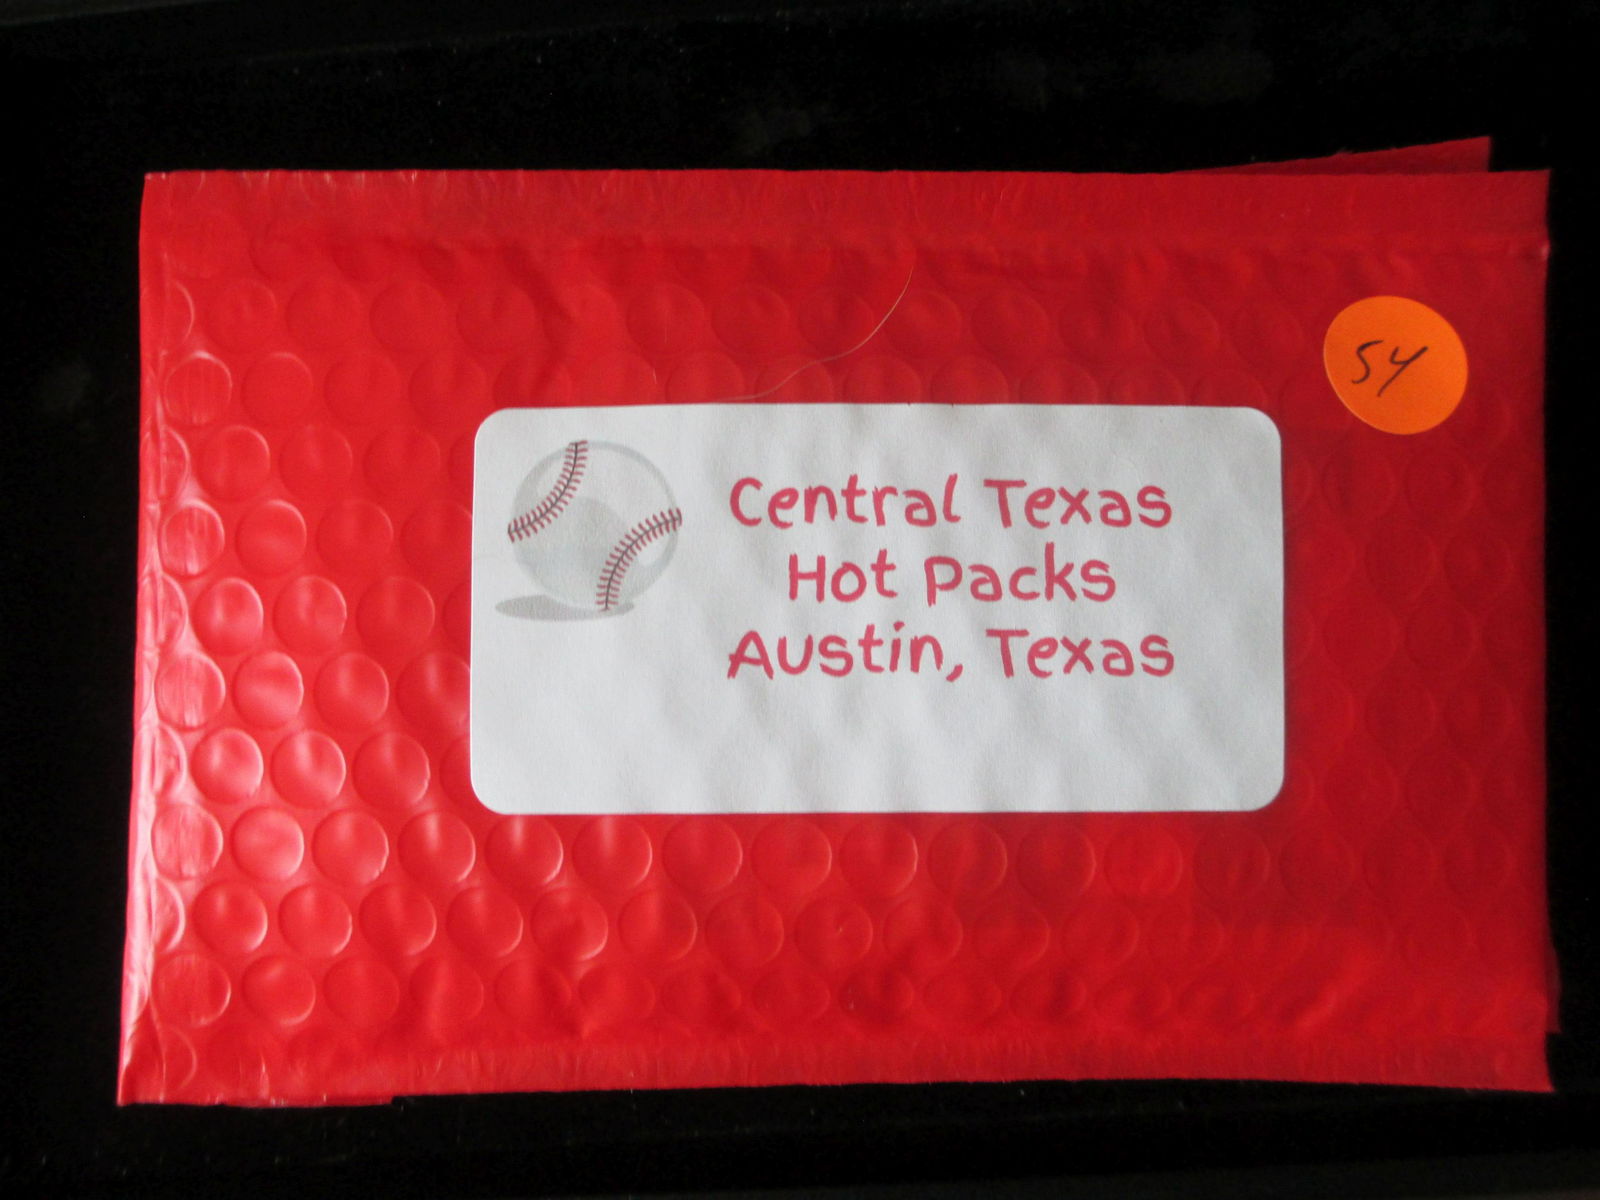 54
Central Texas
Hot Packs
Austin, Texas